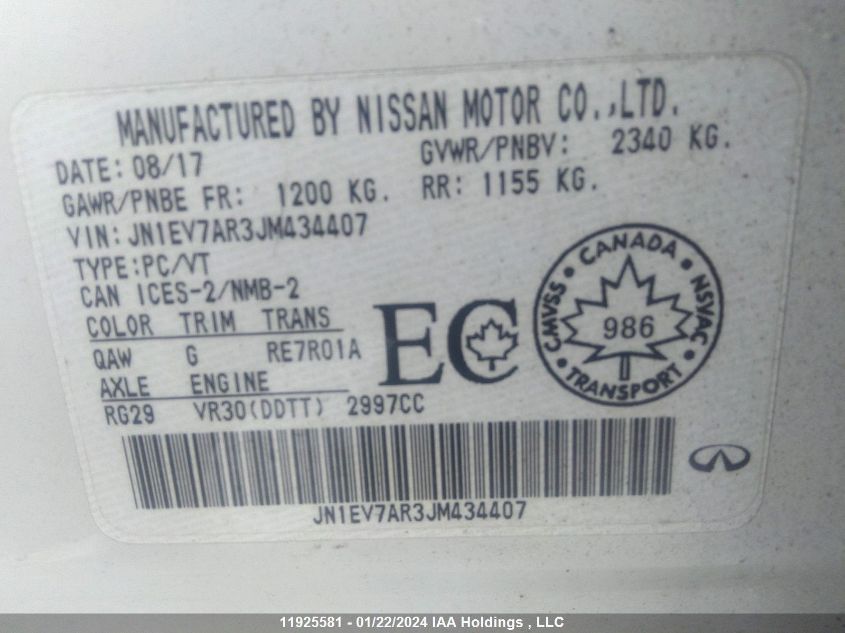 MANUFACTURED BY NISSAN MOTOR CO.,LTD.
DATE: 08/17 GVWR/PNBV: 2340 KG.
GAWR/PNBE FR: 1200 KG. RR: 1155 KG.
VIN: JN1EV7AR3JM434407
TYPE:PC/VT
CAN ICES-2/NMB-2
COLOR TRIM TRANS
QAW G RE7R01A
AXLE ENGINE
RG29 VR30(DDTT) 2997CC
EC
CANADA
CMVSS
NSVAC
986
TRANSPORT
JN1EV7AR3JM434407
11925581 - 01/22/2024 IAA Holdings , LLC